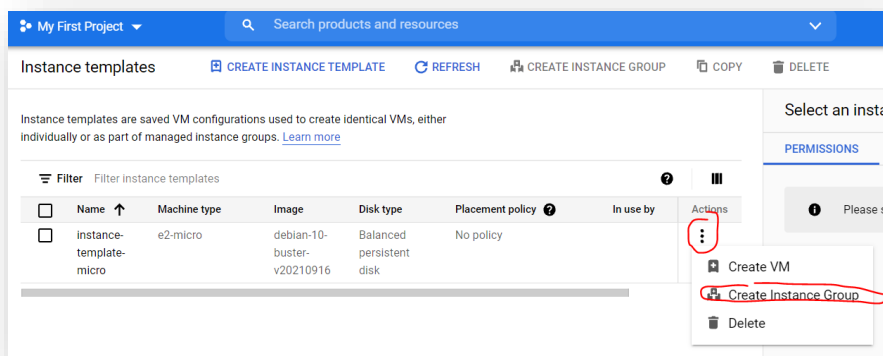 My First Project
Search products and resources
Instance templates
CREATE INSTANCE TEMPLATE
REFRESH
CREATE INSTANCE GROUP
COPY
DELETE
Select an insta
Instance templates are saved VM configurations used to create identical VMs, either
individually or as part of managed instance groups. Learn more
PERMISSIONS
Filter Filter instance templates
Please s
Name Machine type Image Disk type Placement policy In use by Actions
instance-
template-
micro
e2-micro
debian-10-
buster-
v20210916
Balanced
persistent
disk
No policy
Create VM
Create Instance Group
Delete